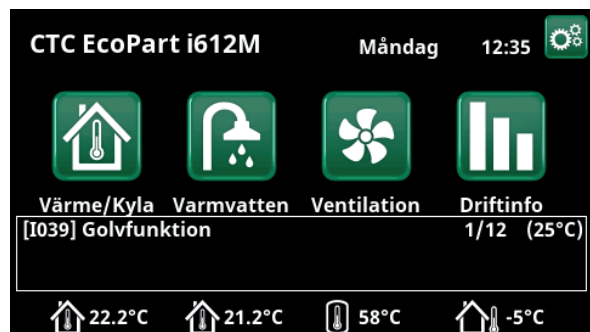 CTC EcoPart i612M Måndag 12:35
Värme/Kyla Varmvatten Ventilation Driftinfo
[I039] Golvfunktion 1/12 (25°C)
22.2°C 21.2°C 58°C -5°C